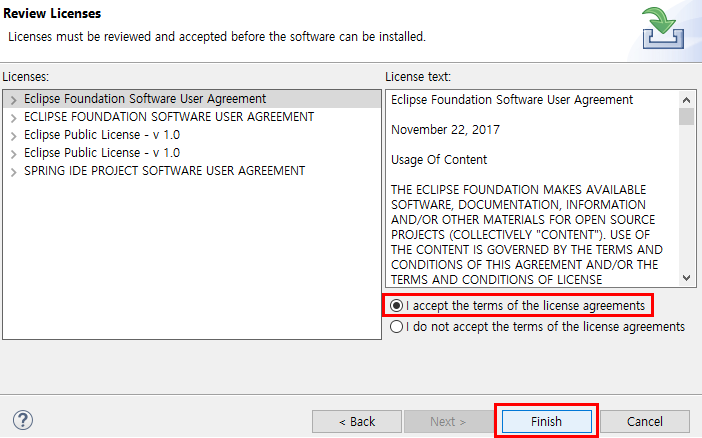 Review Licenses
Licenses must be reviewed and accepted before the software can be installed.
Licenses:
Eclipse Foundation Software User Agreement
ECLIPSE FOUNDATION SOFTWARE USER AGREEMENT
Eclipse Public License - v 1.0
Eclipse Public License - v 1.0
SPRING IDE PROJECT SOFTWARE USER AGREEMENT
License text:
Eclipse Foundation Software User Agreement
November 22, 2017
Usage Of Content
THE ECLIPSE FOUNDATION MAKES AVAILABLE
SOFTWARE, DOCUMENTATION, INFORMATION
AND/OR OTHER MATERIALS FOR OPEN SOURCE
PROJECTS (COLLECTIVELY "CONTENT"). USE OF
THE CONTENT IS GOVERNED BY THE TERMS AND
CONDITIONS OF THIS AGREEMENT AND/OR THE
TERMS AND CONDITIONS OF LICENSE
I accept the terms of the license agreements
I do not accept the terms of the license agreements
?
< Back
Next >
Finish
Cancel